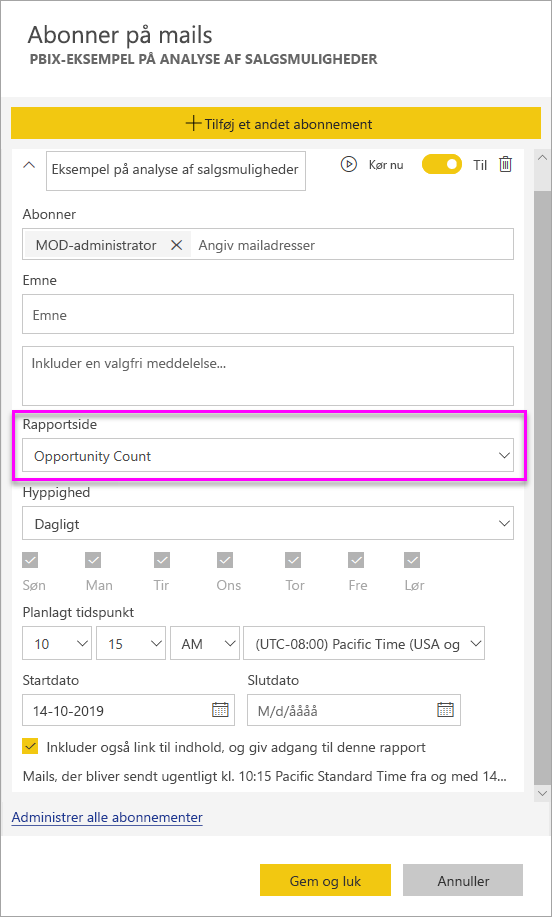 Abonner på mails
PBIX-EKSEMPEL PÅ ANALYSE AF SALGSMULIGHEDER
Tilføj et andet abonnement
Eksempel på analyse af salgsmuligheder
Kør nu
Til
Abonner
MOD-administrator
Angiv mailadresser
Emne
Emne
Inkluder en valgfri meddelelse...
Rapportside
Opportunity Count
Hyppighed
Dagligt
Søn Man Tir Ons Tor Fre Lør
Planlagt tidspunkt
10 15 AM (UTC-08:00) Pacific Time (USA og
Startdato Slutdato
14-10-2019 M/d/åååå
Inkluder også link til indhold, og giv adgang til denne rapport
Mails, der bliver sendt ugentligt kl. 10:15 Pacific Standard Time fra og med 14...
Administrer alle abonnementer
Gem og luk Annuller